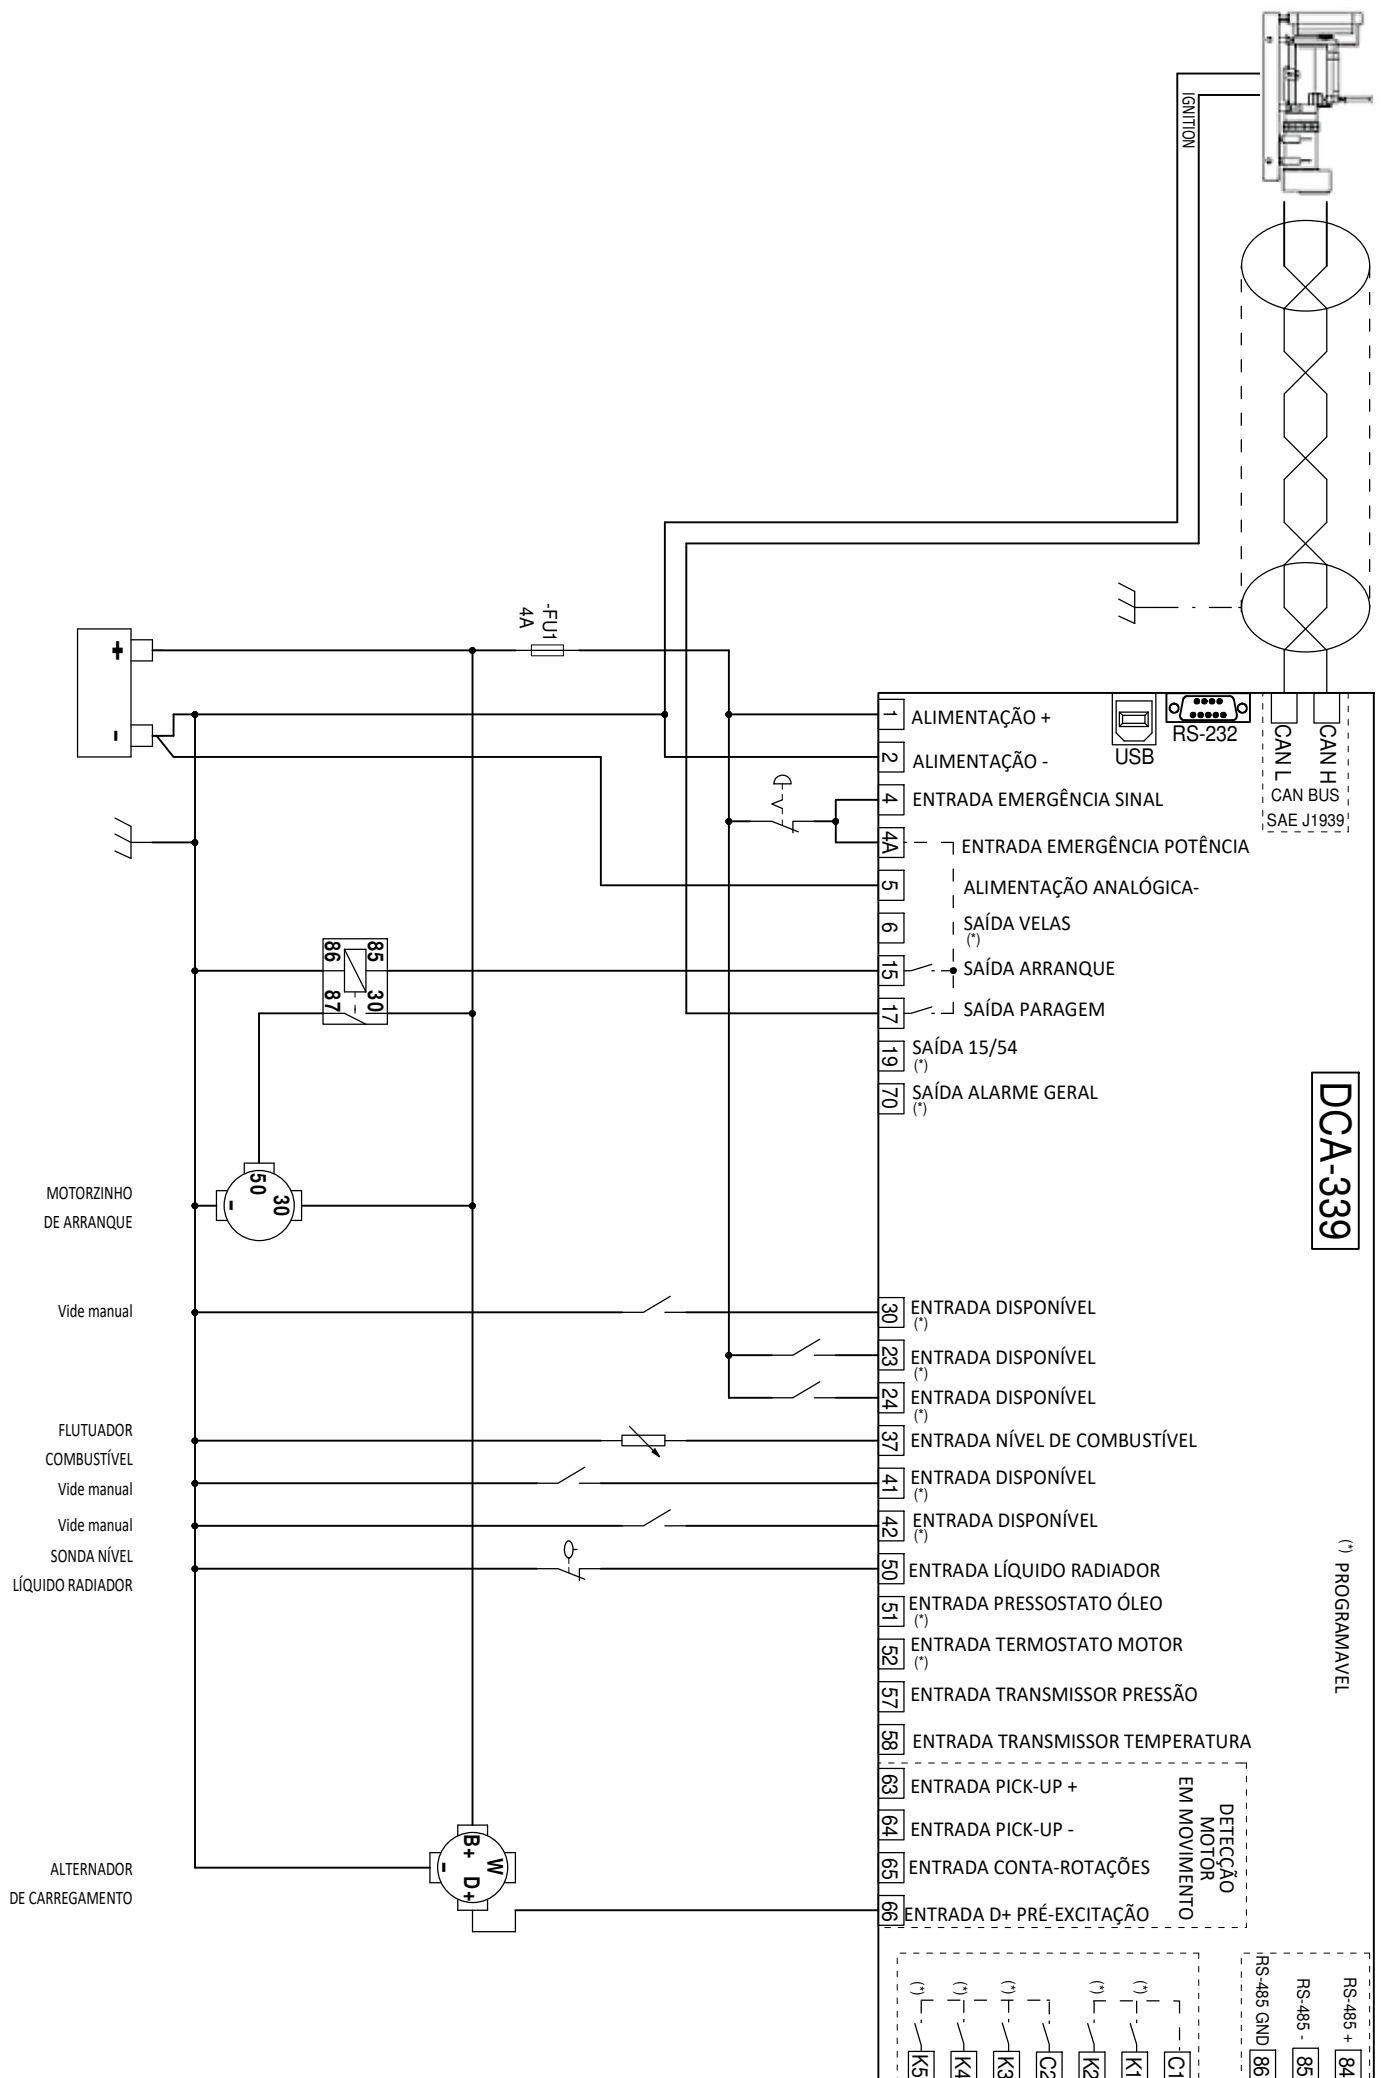 IGNITION
-FU1
4A
+
-
1 ALIMENTAÇÃO +
2 ALIMENTAÇÃO -
4 ENTRADA EMERGÊNCIA SINAL
4A ENTRADA EMERGÊNCIA POTÊNCIA
5 ALIMENTAÇÃO ANALÓGICA-
6 SAÍDA VELAS
(*)
15 SAÍDA ARRANQUE
17 SAÍDA PARAGEM
19 SAÍDA 15/54
(*)
70 SAÍDA ALARME GERAL
(*)
USB
RS-232
CAN L
CAN H
CAN BUS
SAE J1939
86 85
87 30
DCA-339
50 30
-
MOTORZINHO
DE ARRANQUE
Vide manual
30 ENTRADA DISPONÍVEL
(*)
23 ENTRADA DISPONÍVEL
(*)
24 ENTRADA DISPONÍVEL
(*)
FLUTUADOR
COMBUSTÍVEL
37 ENTRADA NÍVEL DE COMBUSTÍVEL
Vide manual
41 ENTRADA DISPONÍVEL
(*)
Vide manual
42 ENTRADA DISPONÍVEL
(*)
SONDA NÍVEL
LÍQUIDO RADIADOR
50 ENTRADA LÍQUIDO RADIADOR
51 ENTRADA PRESSOSTATO ÓLEO
(*)
52 ENTRADA TERMOSTATO MOTOR
(*)
57 ENTRADA TRANSMISSOR PRESSÃO
58 ENTRADA TRANSMISSOR TEMPERATURA
(*) PROGRAMAVEL
63 ENTRADA PICK-UP +
64 ENTRADA PICK-UP -
65 ENTRADA CONTA-ROTAÇÕES
66 ENTRADA D+ PRÉ-EXCITAÇÃO
DETECÇÃO
MOTOR
EM MOVIMENTO
B+
W
-
D+
ALTERNADOR
DE CARREGAMENTO
(*) (*) (*) (*) (*)
K5 K4 K3 C2 K2 K1 C1
RS-485 GND 86
RS-485 - 85
RS-485 + 84